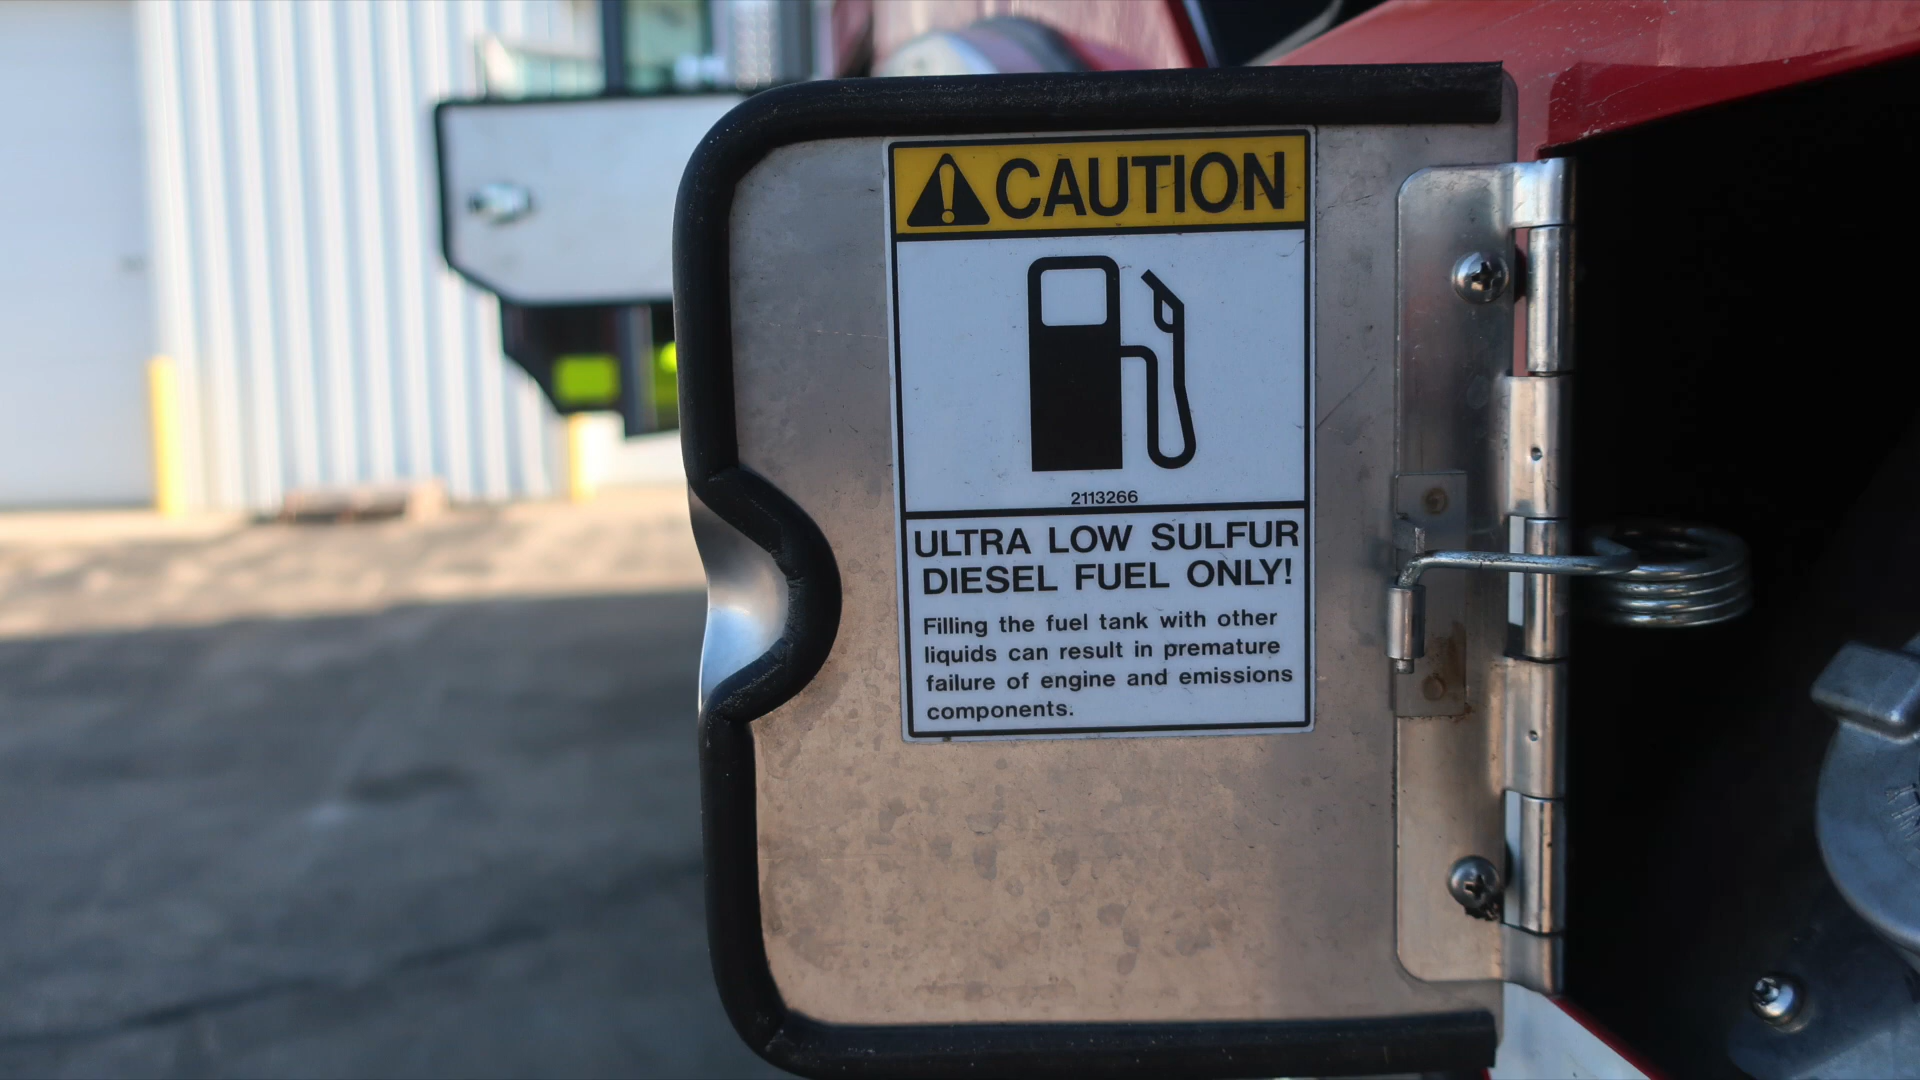 CAUTION
2113266
ULTRA LOW SULFUR
DIESEL FUEL ONLY!
Filling the fuel tank with other
liquids can result in premature
failure of engine and emissions
components.